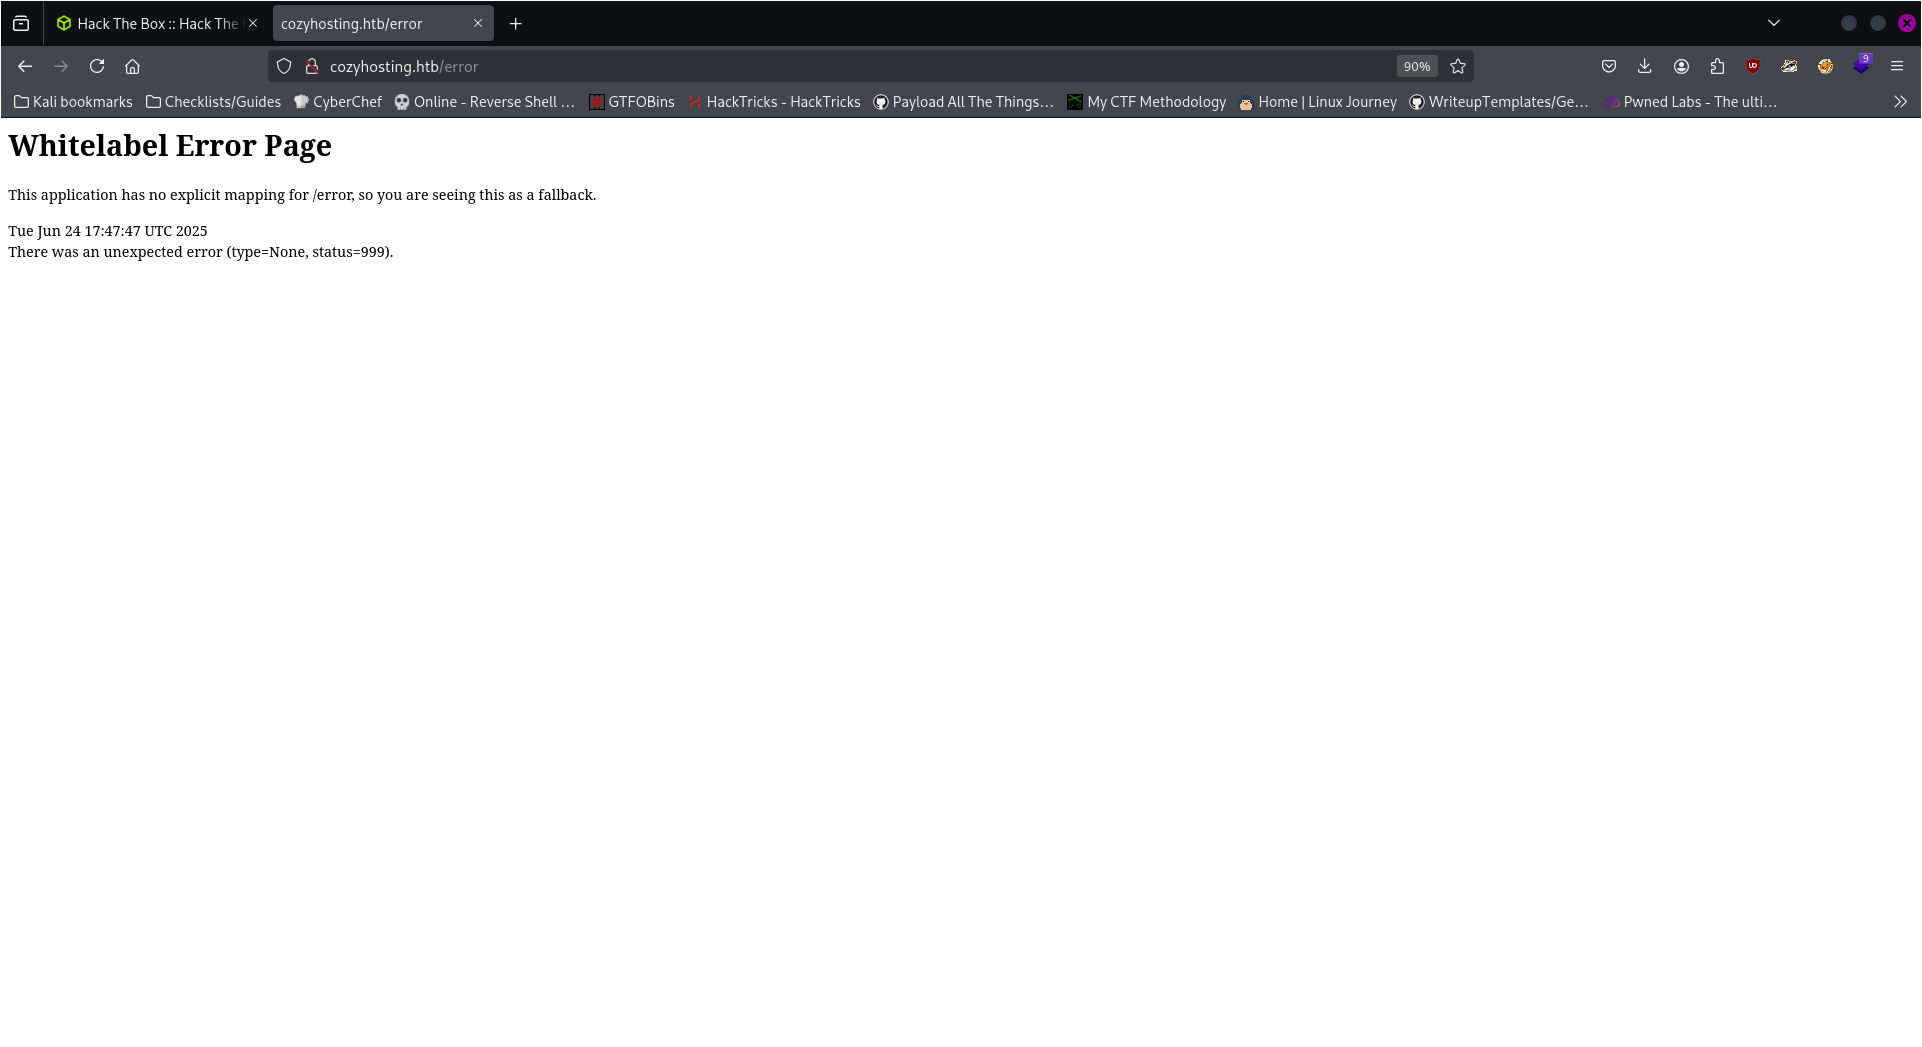 Hack The Box :: Hack The
cozyhosting.htb/error
cozyhosting.htb/error
90%
9
Kali bookmarks
Checklists/Guides
CyberChef
Online - Reverse Shell …
GTFOBins
HackTricks - HackTricks
Payload All The Things…
My CTF Methodology
Home | Linux Journey
WriteupTemplates/Ge…
Pwned Labs - The ulti…
Whitelabel Error Page
This application has no explicit mapping for /error, so you are seeing this as a fallback.
Tue Jun 24 17:47:47 UTC 2025
There was an unexpected error (type=None, status=999).